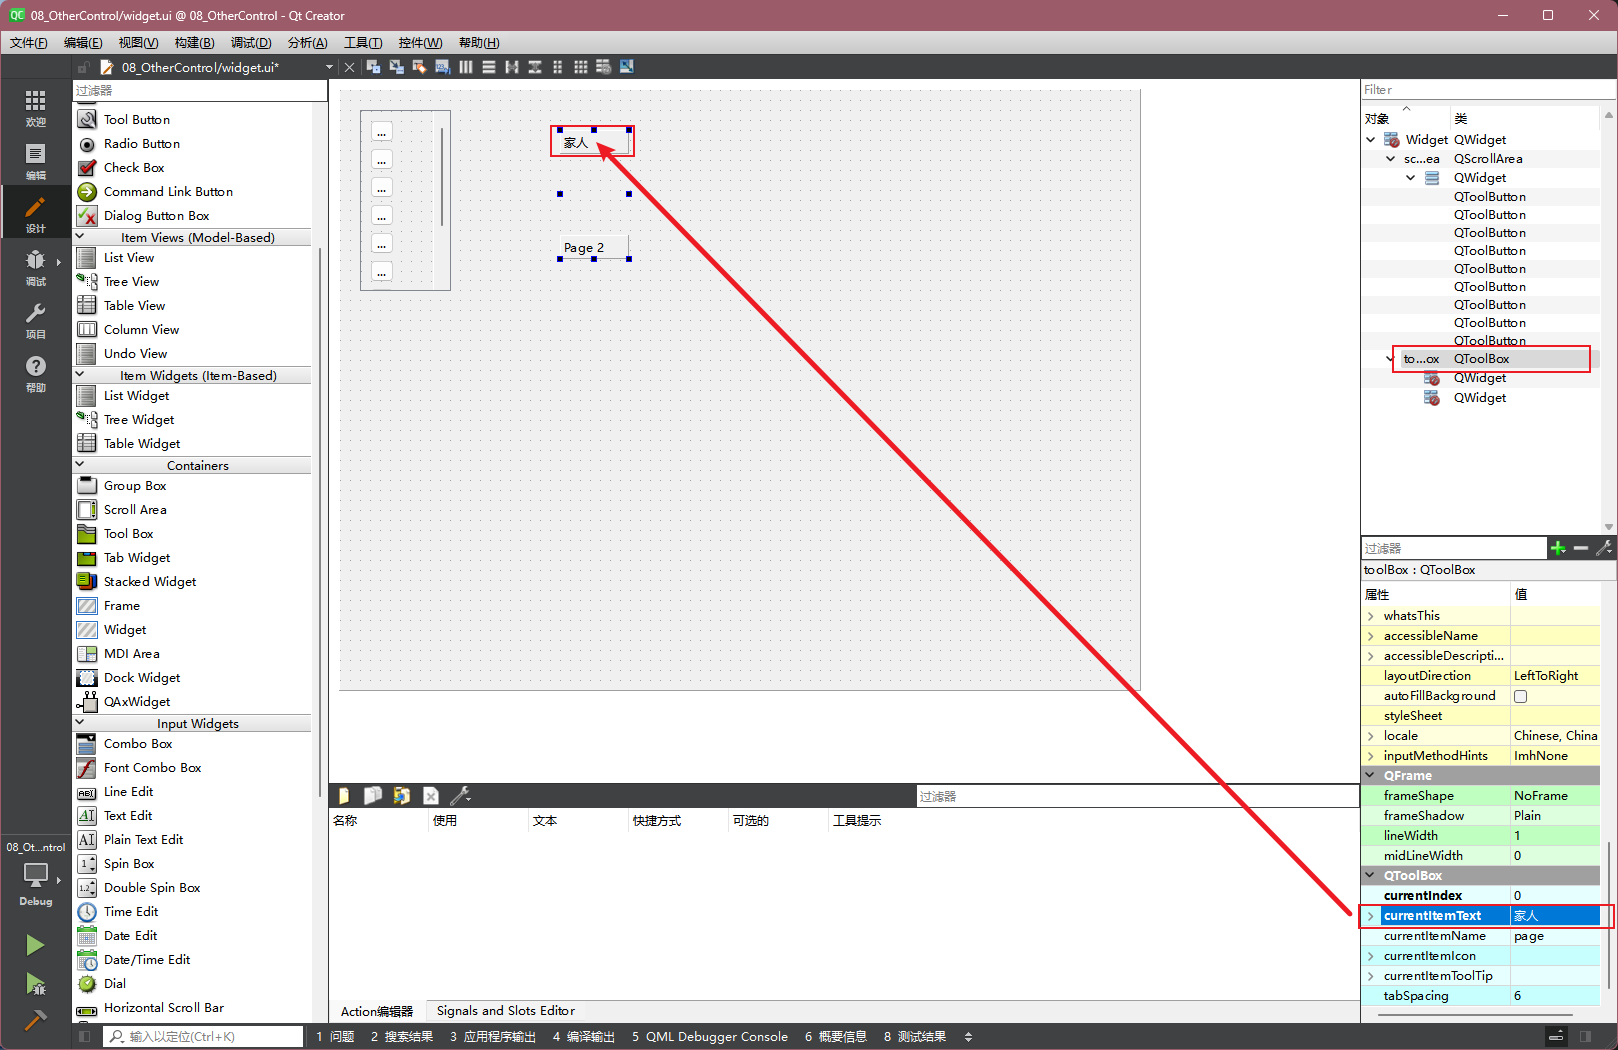 08_OtherControl/widget.ui @ 08_OtherControl - Qt Creator
文件(F) 编辑(E) 视图(V) 构建(B) 调试(D) 分析(A) 工具(T) 控件(W) 帮助(H)
08_OtherControl/widget.ui*
欢迎
编辑
设计
调试
项目
帮助
08_Ot...ntrol
Debug
过滤器
Tool Button
Radio Button
Check Box
Command Link Button
Dialog Button Box
Item Views (Model-Based)
List View
Tree View
Table View
Column View
Undo View
Item Widgets (Item-Based)
List Widget
Tree Widget
Table Widget
Containers
Group Box
Scroll Area
Tool Box
Tab Widget
Stacked Widget
Frame
Widget
MDI Area
Dock Widget
QAxWidget
Input Widgets
Combo Box
Font Combo Box
Line Edit
Text Edit
Plain Text Edit
Spin Box
Double Spin Box
Time Edit
Date Edit
Date/Time Edit
Dial
Horizontal Scroll Bar
...
...
...
...
...
...
家人
Page 2
过滤器
名称 使用 文本 快捷方式 可选的 工具提示
Action编辑器 Signals and Slots Editor
Filter
对象 类
Widget QWidget
sc...ea QScrollArea
QWidget
QToolButton
QToolButton
QToolButton
QToolButton
QToolButton
QToolButton
QToolButton
QToolButton
QToolButton
to...ox QToolBox
QWidget
QWidget
过滤器
toolBox : QToolBox
属性 值
whatsThis
accessibleName
accessibleDescripti...
layoutDirection LeftToRight
autoFillBackground
styleSheet
locale Chinese, China
inputMethodHints ImhNone
QFrame
frameShape NoFrame
frameShadow Plain
lineWidth 1
midLineWidth 0
QToolBox
currentIndex 0
currentItemText 家人
currentItemName page
currentItemIcon
currentItemToolTip
tabSpacing 6
输入以定位(Ctrl+K) 1 问题 2 搜索结果 3 应用程序输出 4 编译输出 5 QML Debugger Console 6 概要信息 8 测试结果